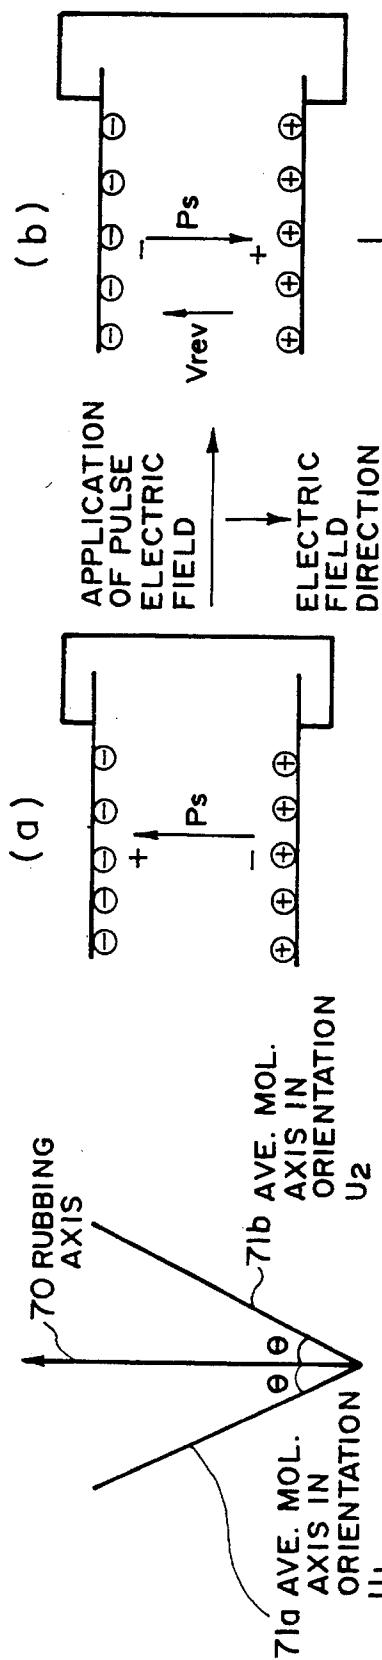 70 RUBBING
AXIS
θ θ
71a AVE. MOL.
AXIS IN
ORIENTATION
U1
71b AVE. MOL.
AXIS IN
ORIENTATION
U2
(a)
− − − − −
+
Ps
−
+ + + + +
APPLICATION
OF PULSE
ELECTRIC
FIELD
ELECTRIC
FIELD
DIRECTION
(b)
− − − − −
−
Vrev
Ps
+
+ + + + +